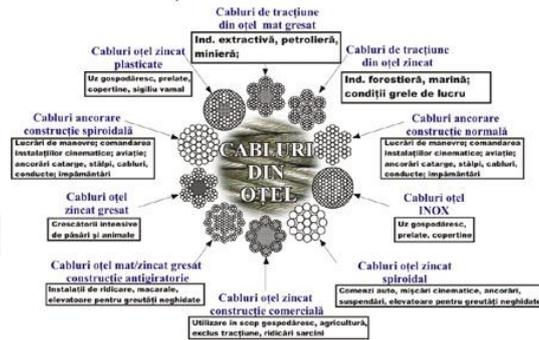 Cabluri de tracțiune
din oțel mat gresat
Ind. extractivă, petrolieră,
minieră;
Cabluri oțel zincat
plasticate
Uz gospodăresc, prelate,
copertine, sigiliu vamal
Cabluri de tracțiune
din oțel zincat
Ind. forestieră, marină;
condiții grele de lucru
Cabluri ancorare
construcție spiroidală
Lucrări de manevre; comandarea
instalațiilor cinematice; aviație;
ancorări catarge, stâlpi, cabluri,
conducte; împământări
Cabluri ancorare
construcție normală
Lucrări de manevre; comandarea
instalațiilor cinematice; aviație;
ancorări catarge, stâlpi, cabluri,
conducte; împământări
CABLURI
DIN
OȚEL
Cabluri oțel
zincat gresat
Crescătorii intensive
de păsări și animale
Cabluri oțel
INOX
Uz gospodăresc,
prelate, copertine
Cabluri oțel mat/zincat gresat
construcție antigiratorie
Instalații de ridicare, macarale,
elevatoare pentru greutăți neghidate
Cabluri oțel zincat
spiroidal
Comenzi auto, mișcări cinematice, ancorări,
suspendări, elevatoare pentru greutăți neghidate
Cabluri oțel zincat
construcție comercială
Utilizare în scop gospodăresc, agricultură,
exclus tracțiune, ridicări sarcini